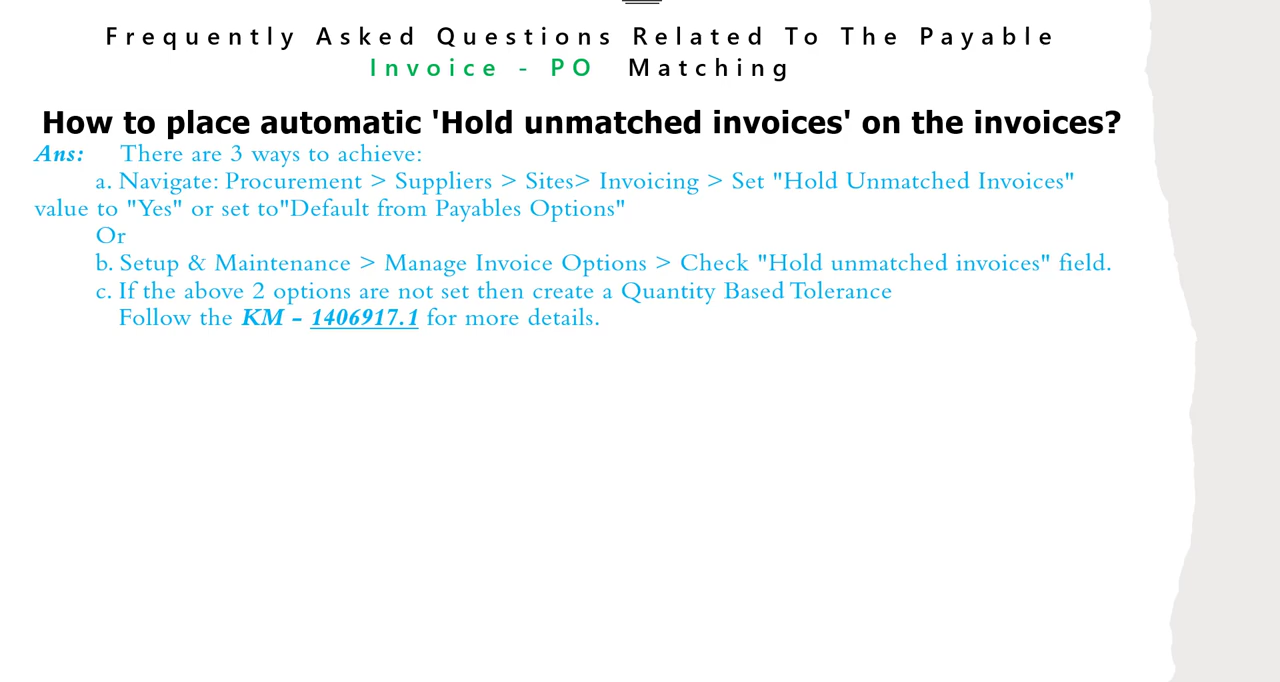 Frequently Asked Questions Related To The Payable
Invoice - PO Matching
How to place automatic 'Hold unmatched invoices' on the invoices?
Ans: There are 3 ways to achieve:
a. Navigate: Procurement > Suppliers > Sites> Invoicing > Set "Hold Unmatched Invoices"
value to "Yes" or set to"Default from Payables Options"
Or
b. Setup & Maintenance > Manage Invoice Options > Check "Hold unmatched invoices" field.
c. If the above 2 options are not set then create a Quantity Based Tolerance
Follow the KM – 1406917.1 for more details.